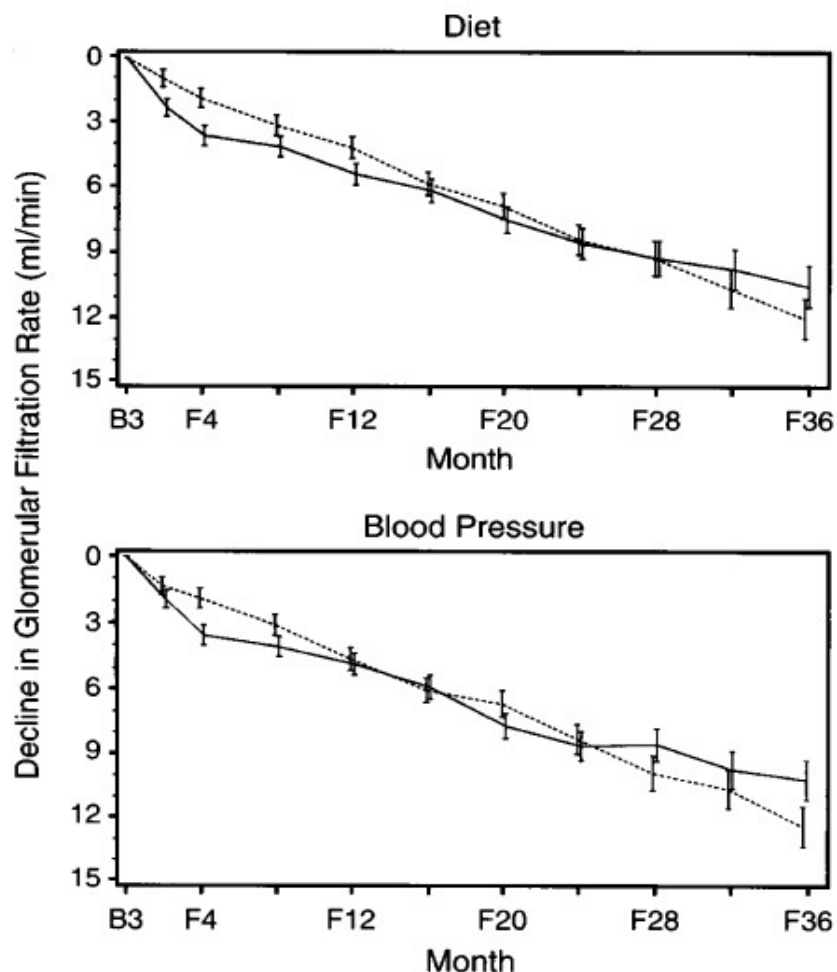 Diet
0
3
6
9
12
15
B3 F4 F12 F20 F28 F36
Month
Decline in Glomerular Filtration Rate (ml/min)
Blood Pressure
0
3
6
9
12
15
B3 F4 F12 F20 F28 F36
Month